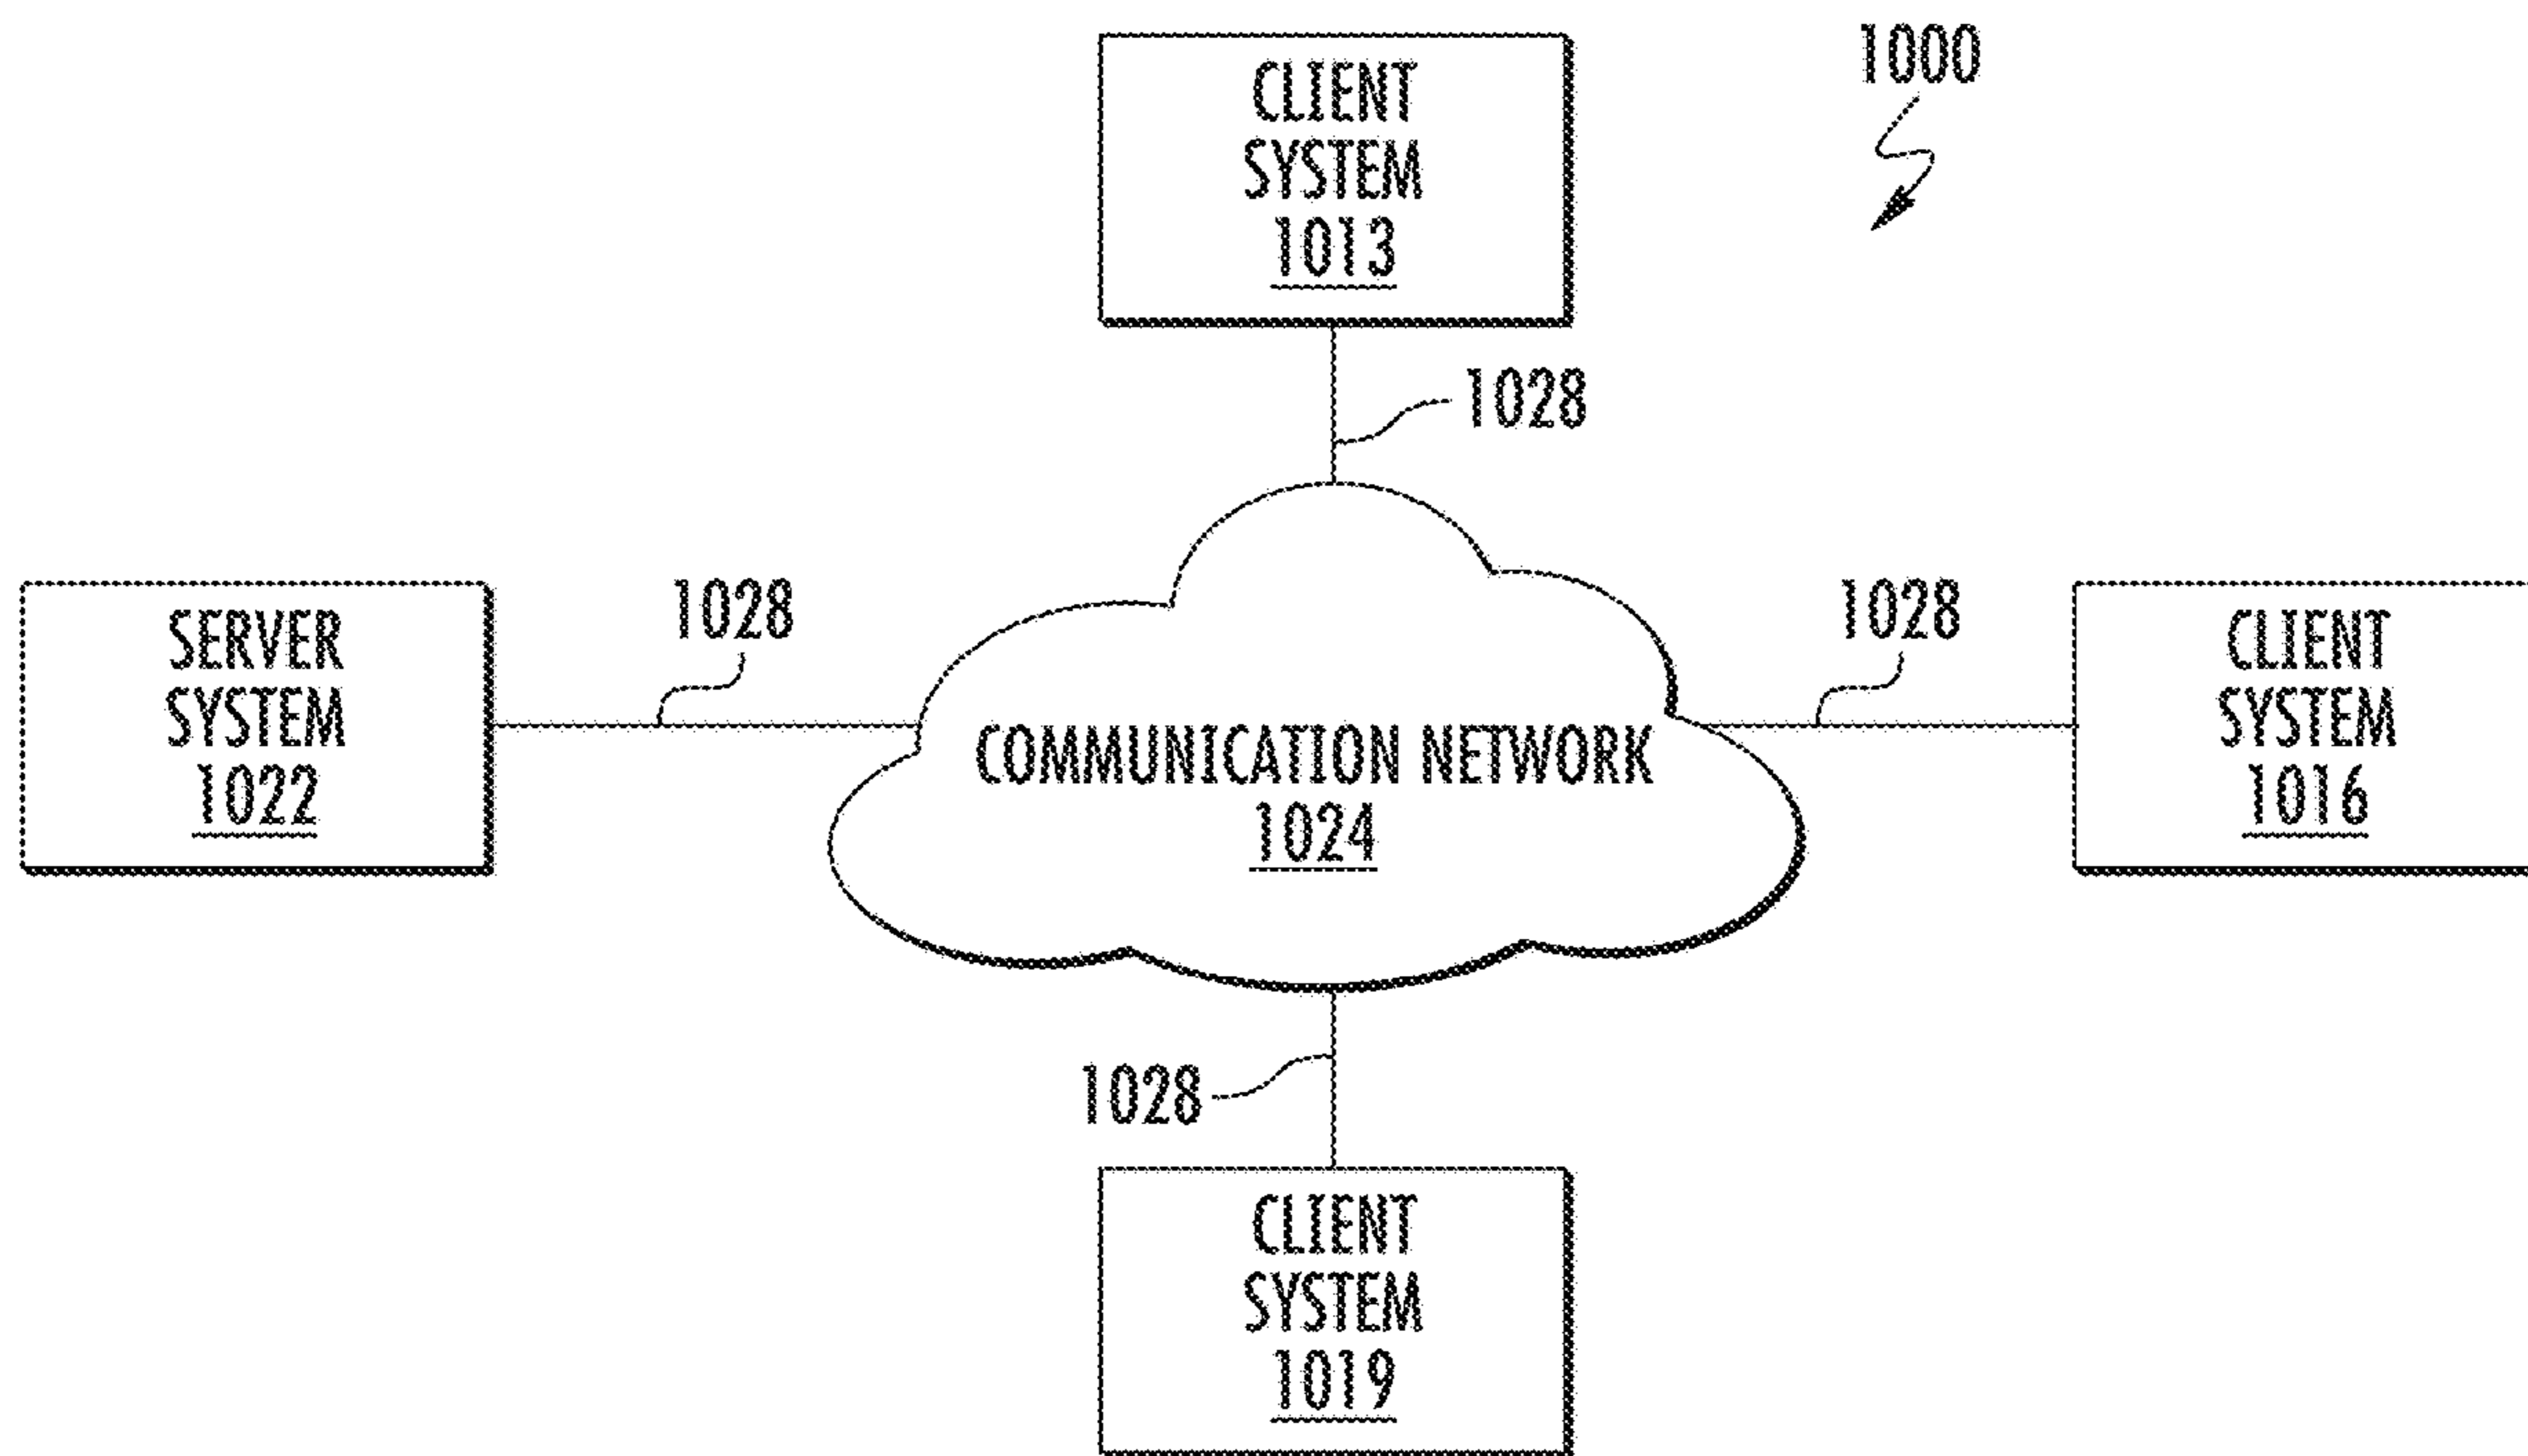 CLIENT
SYSTEM
1013
1000
1028
SERVER
SYSTEM
1022
1028
COMMUNICATION NETWORK
1024
1028
CLIENT
SYSTEM
1016
1028
CLIENT
SYSTEM
1019